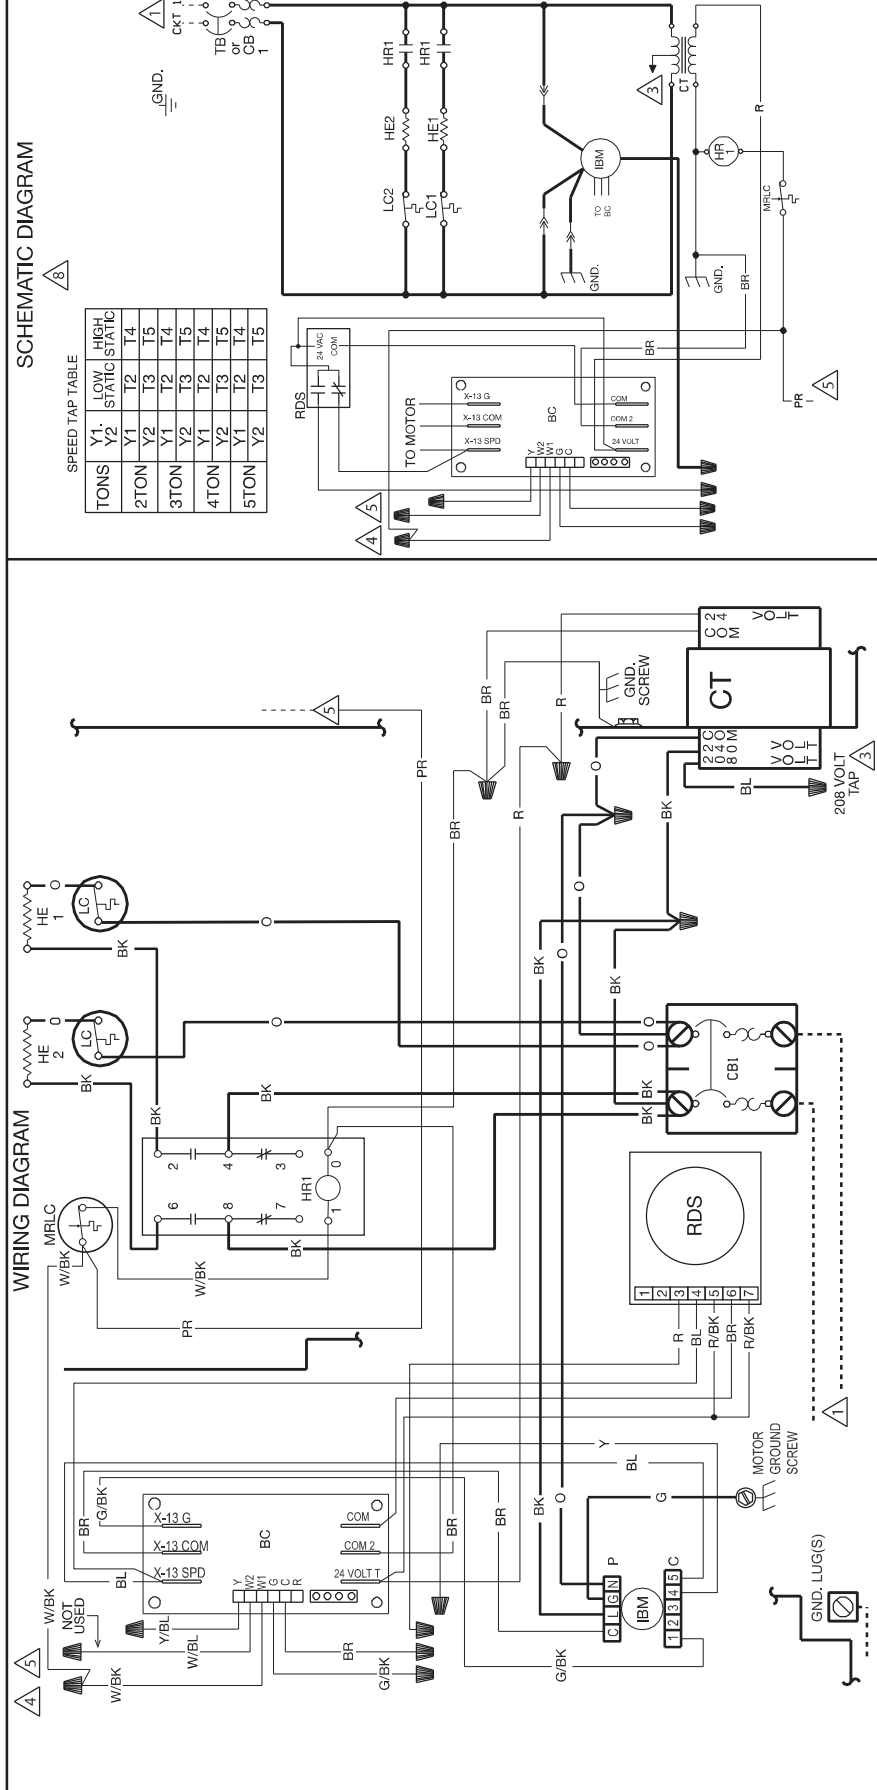 SCHEMATIC DIAGRAM
8
1
CKT 1
TB
or
CB
1
GND.
HR1
HR1
HE2
HE1
LC2
LC1
IBM
TO
BC
GND.
3
CT
R
HR
1
MRLC
GND.
BR
BR
PR
5
SPEED TAP TABLE
TONS Y1. Y2 LOW STATIC HIGH STATIC
2TON Y1 T2 T4
Y2 T3 T5
3TON Y1 T2 T4
Y2 T3 T5
4TON Y1 T2 T4
Y2 T3 T5
5TON Y1 T2 T4
Y2 T3 T5
RDS
24 VAC
COM
TO MOTOR
X-13 G
X-13 COM
X-13 SPD
BC
COM
COM 2
24 VOLT
Y
W2
W1
G
C
5
4
WIRING DIAGRAM
HE
1
O
LC
BK
O
HE
2
O
LC
BK
O
BK
BK
5
PR
BR
BR
BR
R
R
GND.
SCREW
COM
24 VOLT
CT
208 VOLT
240 VOLT
COM
BL
208 VOLT
TAP
3
O
BK
O
BK
O
BK
O
O
BK
BK
CB1
MRLC
W/BK
W/BK
PR
2
4
3
6
8
7
HR1
0
1
BK
RDS
1
2
3
4
5
6
7
R
BL
R/BK
BR
R/BK
1
MOTOR
GROUND
SCREW
Y
BL
G
BK
O
BR
BR
BR
G/BK
BL
W/BK
X-13 G
X-13 COM
X-13 SPD
BC
COM
COM 2
24 VOLT T
Y
W2
W1
G
C
R
NOT
USED
Y/BL
W/BL
W/BK
BR
G/BK
5
4
P
C L G N
IBM
1 2 3 4 5
C
G/BK
GND. LUG(S)